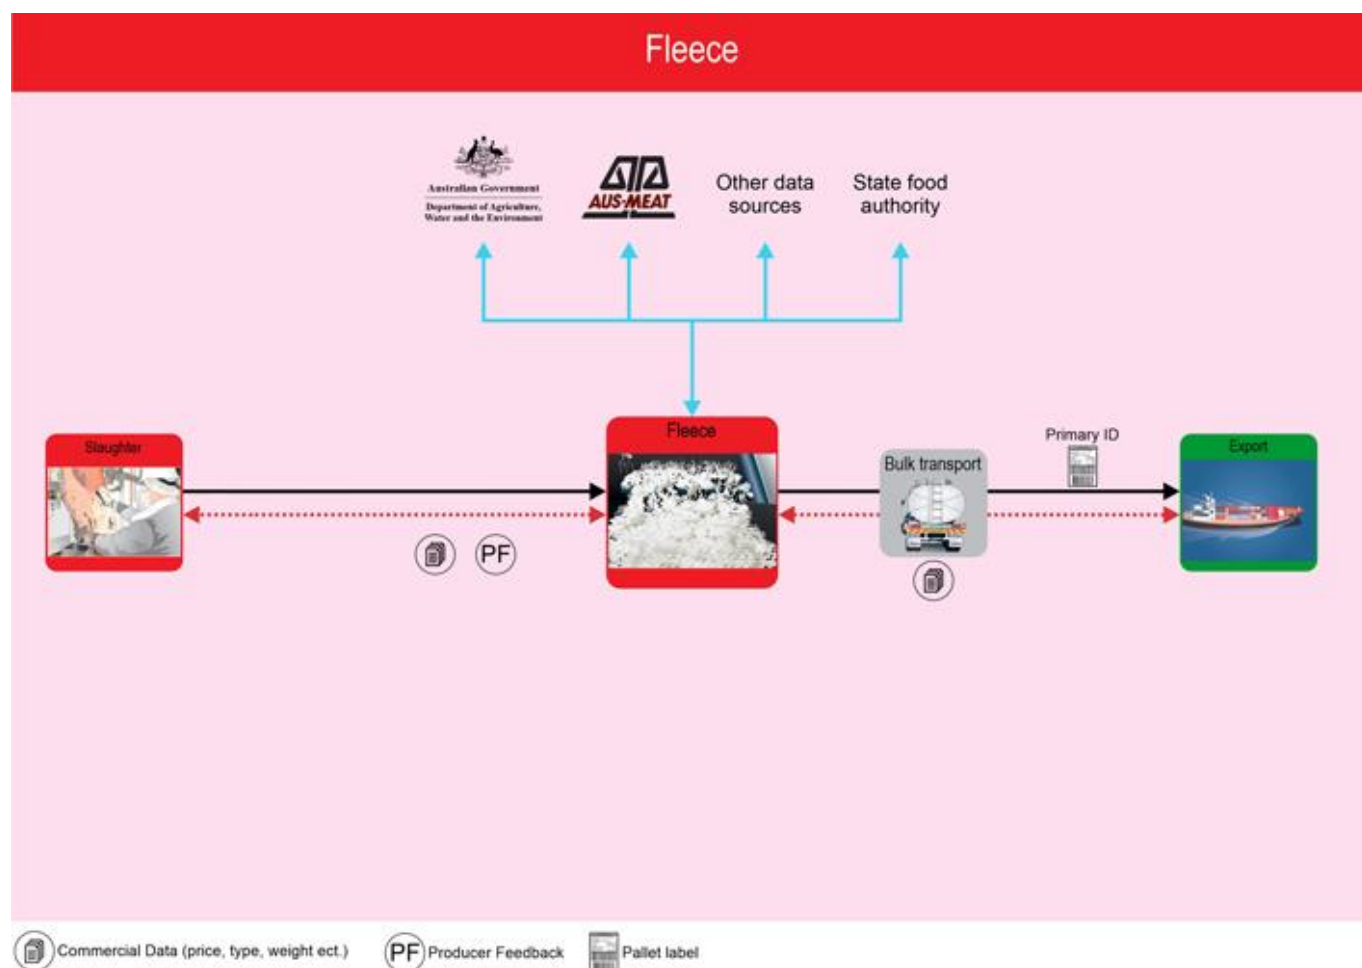 Fleece
Australian Government
Department of Agriculture,
Water and the Environment
AUS-MEAT
Other data
sources
State food
authority
Slaughter
Fleece
Bulk transport
Primary ID
Export
PF
Commercial Data (price, type, weight ect.)
PF Producer Feedback
Pallet label